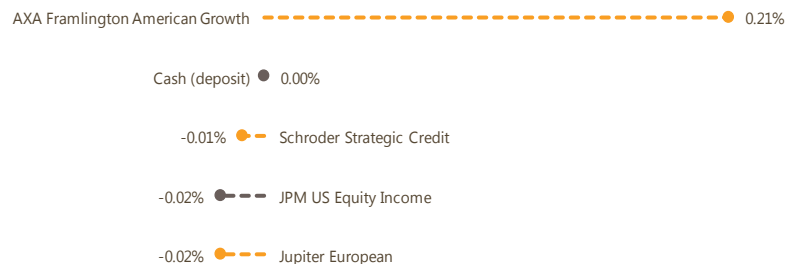 AXA Framlington American Growth 0.21%
Cash (deposit) 0.00%
-0.01% Schroder Strategic Credit
-0.02% JPM US Equity Income
-0.02% Jupiter European